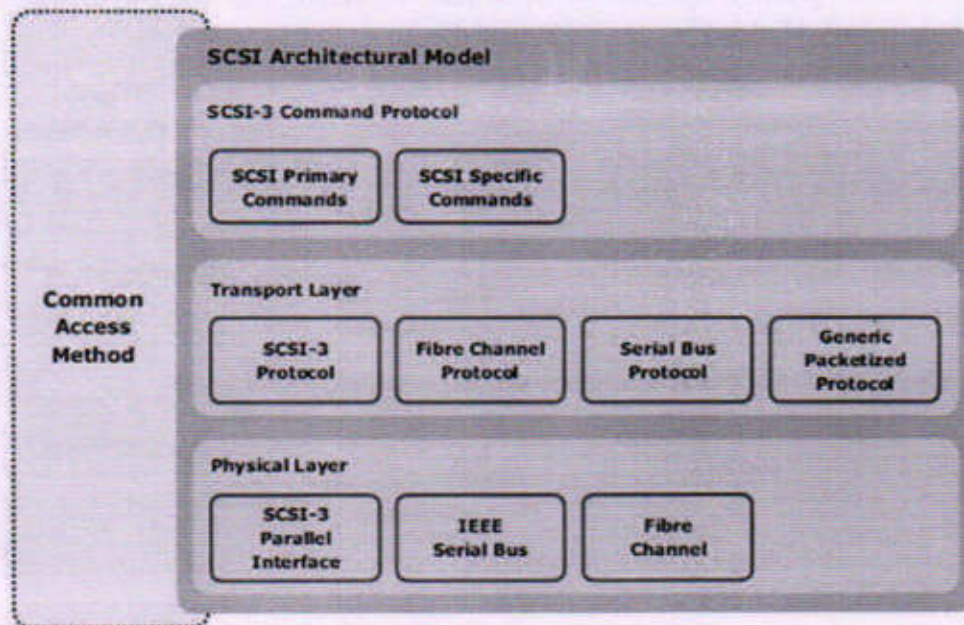 SCSI Architectural Model
SCSI-3 Command Protocol
SCSI Primary
Commands
SCSI Specific
Commands
Common
Access
Method
Transport Layer
SCSI-3
Protocol
Fibre Channel
Protocol
Serial Bus
Protocol
Generic
Packetized
Protocol
Physical Layer
SCSI-3
Parallel
Interface
IEEE
Serial Bus
Fibre
Channel